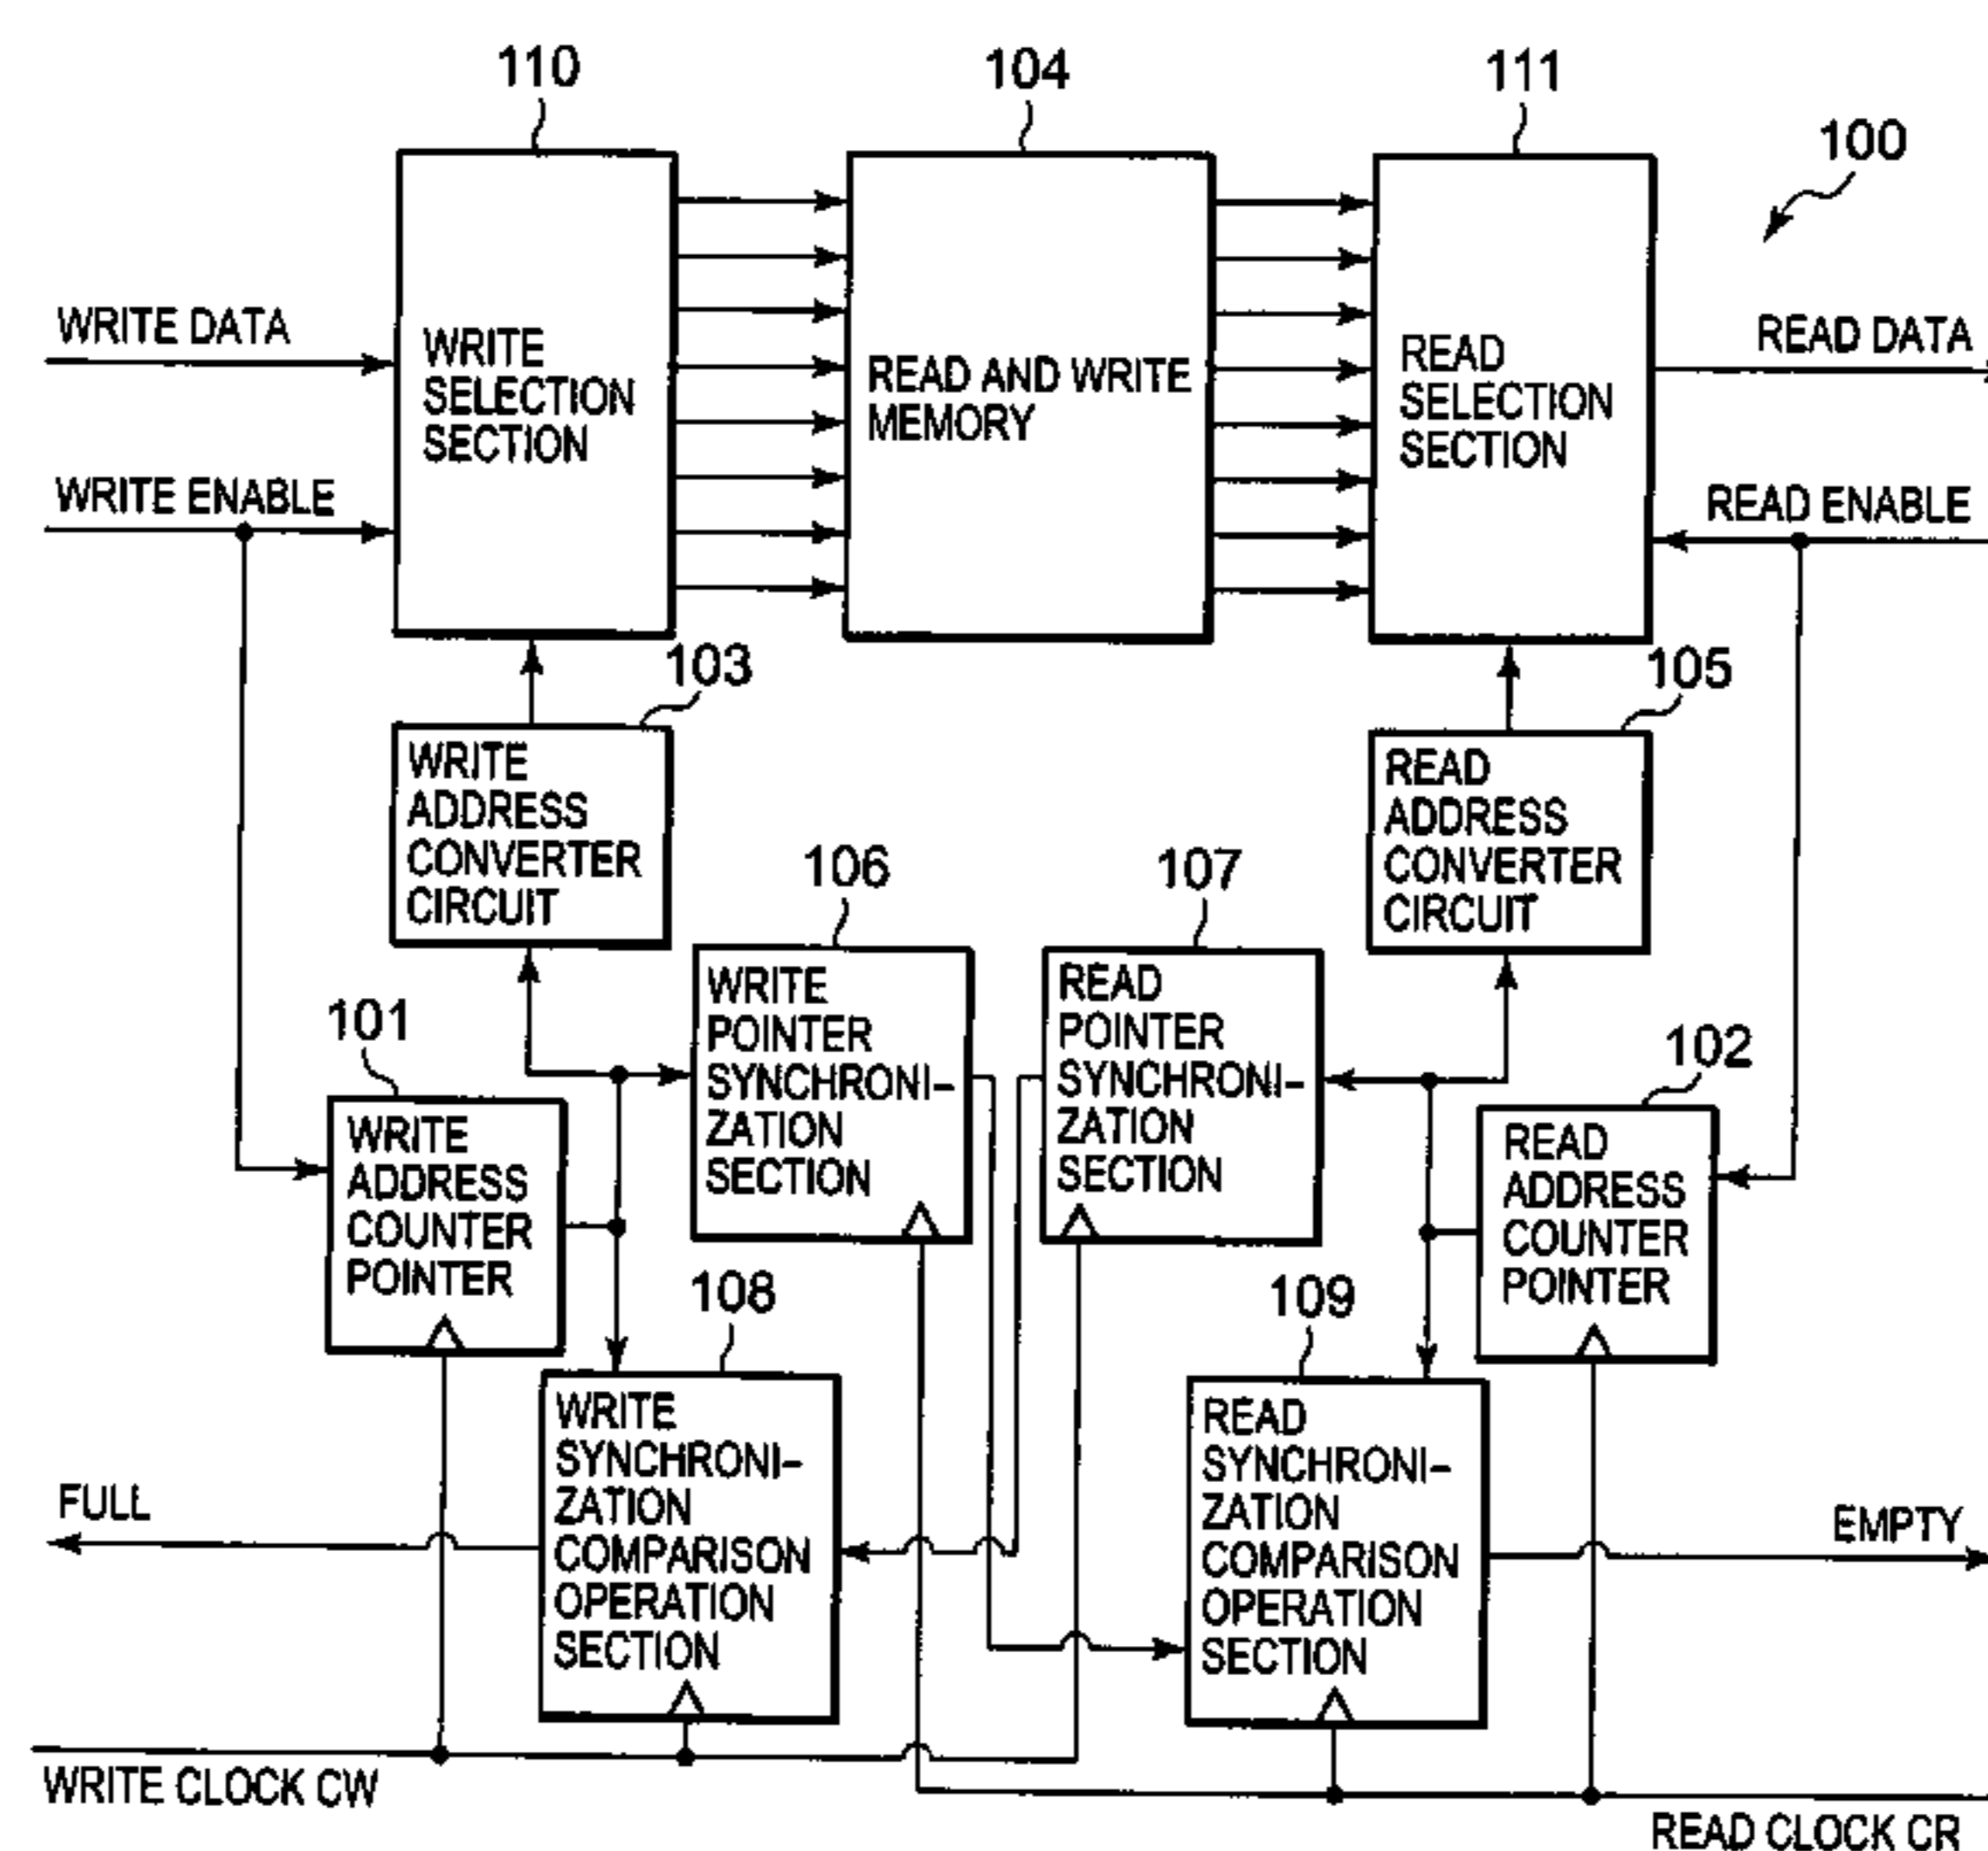 110
104
111
100
WRITE DATA
WRITE
SELECTION
SECTION
READ AND WRITE
MEMORY
READ
SELECTION
SECTION
READ DATA
WRITE ENABLE
READ ENABLE
103
105
WRITE
ADDRESS
CONVERTER
CIRCUIT
READ
ADDRESS
CONVERTER
CIRCUIT
106
107
WRITE
POINTER
SYNCHRONI-
ZATION
SECTION
READ
POINTER
SYNCHRONI-
ZATION
SECTION
101
102
WRITE
ADDRESS
COUNTER
POINTER
READ
ADDRESS
COUNTER
POINTER
108
109
WRITE
SYNCHRONI-
ZATION
COMPARISON
OPERATION
SECTION
READ
SYNCHRONI-
ZATION
COMPARISON
OPERATION
SECTION
FULL
EMPTY
WRITE CLOCK CW
READ CLOCK CR